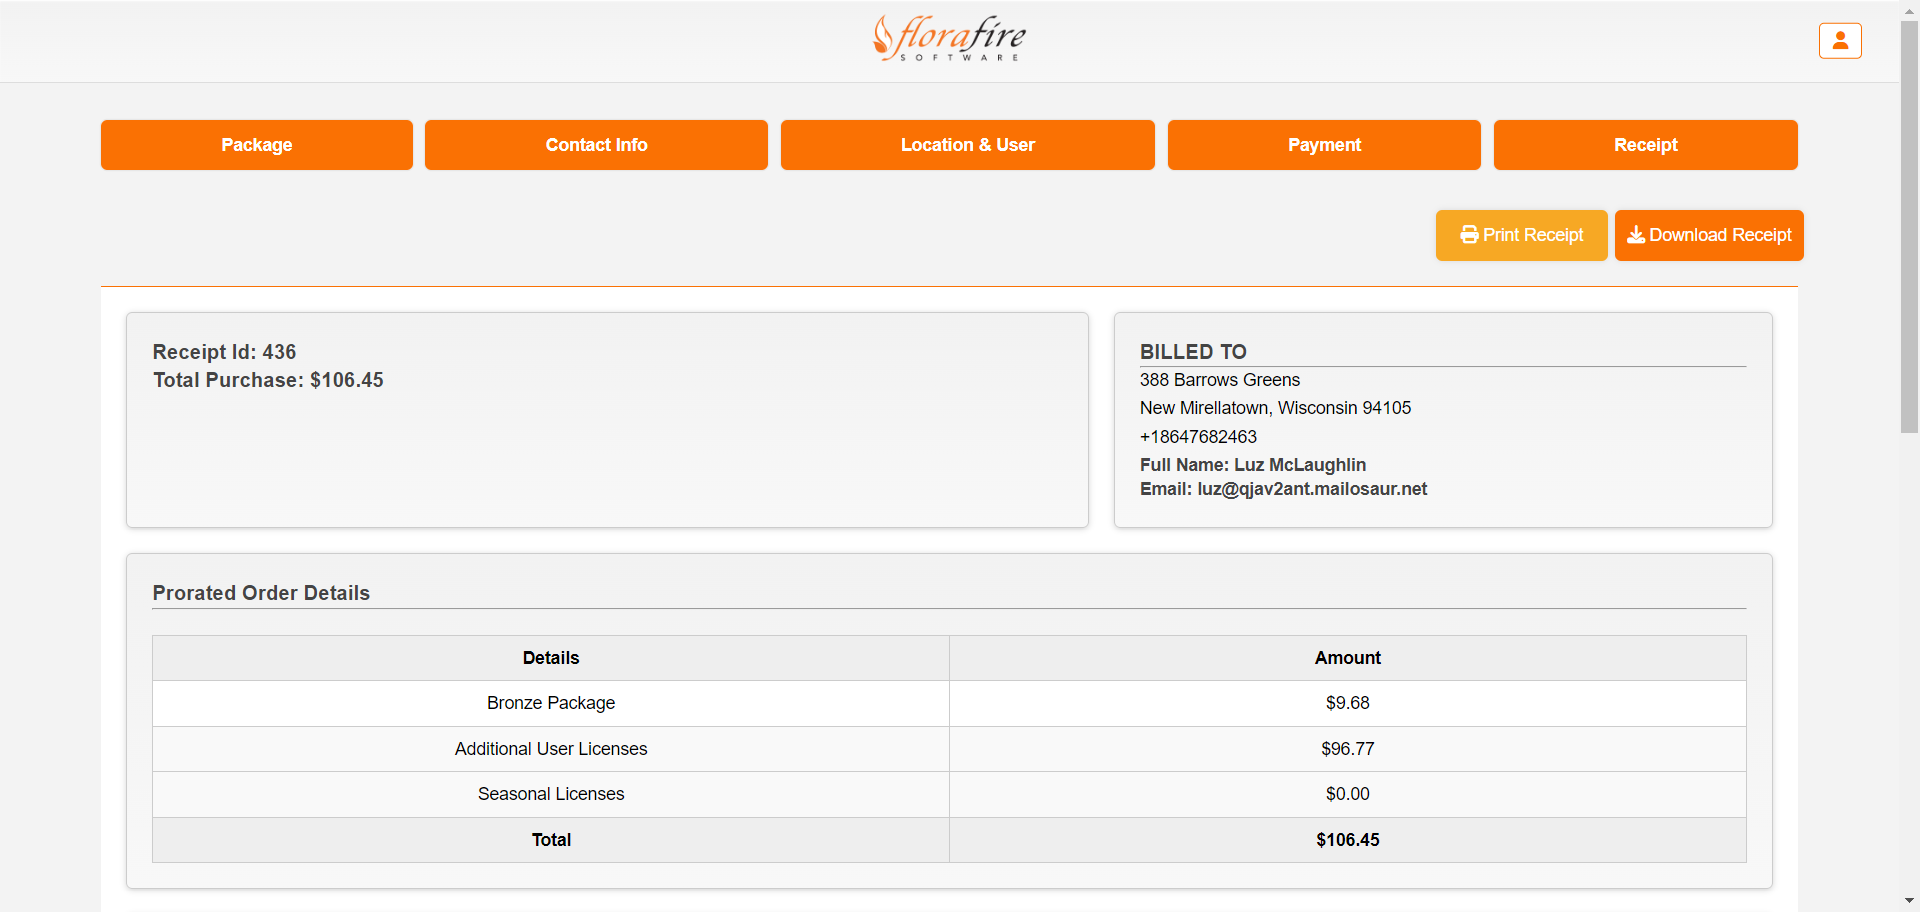 florafire
SOFTWARE
Package
Contact Info
Location & User
Payment
Receipt
Print Receipt
Download Receipt
Receipt Id: 436
Total Purchase: $106.45
BILLED TO
388 Barrows Greens
New Mirellatown, Wisconsin 94105
+18647682463
Full Name: Luz McLaughlin
Email: luz@qjav2ant.mailosaur.net
Prorated Order Details
Details Amount
Bronze Package $9.68
Additional User Licenses $96.77
Seasonal Licenses $0.00
Total $106.45